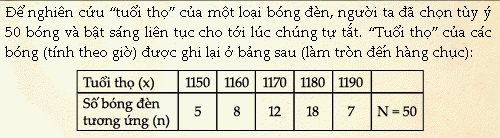 Để nghiên cứu “tuổi thọ” của một loại bóng đèn, người ta đã chọn tùy ý
50 bóng và bật sáng liên tục cho tới lúc chúng tự tắt. “Tuổi thọ” của các
bóng (tính theo giờ) được ghi lại ở bảng sau (làm tròn đến hàng chục):
Tuổi thọ (x) 1150 1160 1170 1180 1190
Số bóng đèn
tương ứng (n) 5 8 12 18 7 N = 50